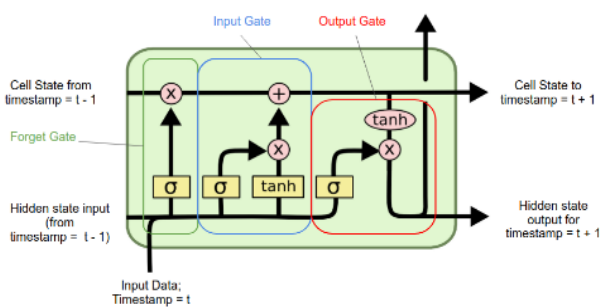 Input Gate
Output Gate
Cell State from
timestamp = t - 1
x
+
Cell State to
timestamp = t + 1
tanh
Forget Gate
x
x
σ
σ
tanh
σ
Hidden state input
(from
timestamp = t - 1)
Hidden state
output for
timestamp = t + 1
Input Data;
Timestamp = t